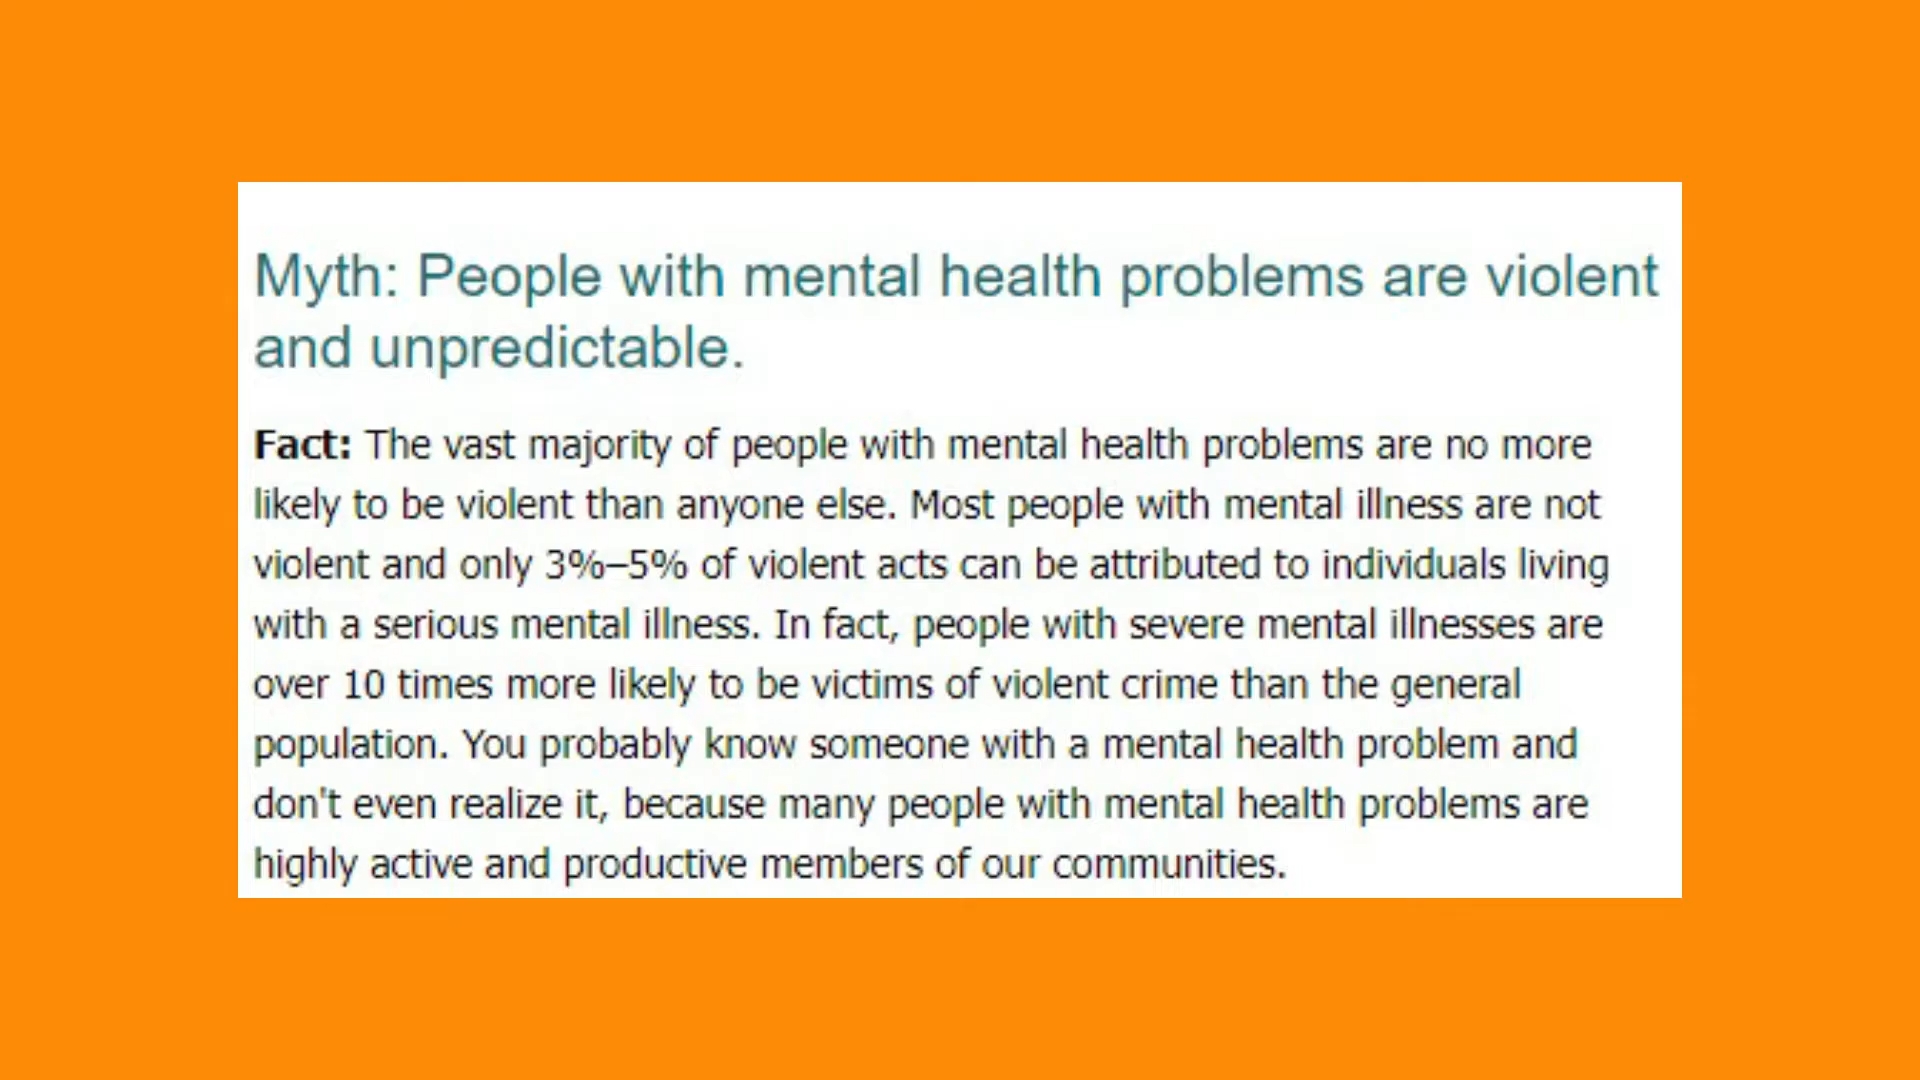 Myth: People with mental health problems are violent
and unpredictable.
Fact: The vast majority of people with mental health problems are no more
likely to be violent than anyone else. Most people with mental illness are not
violent and only 3%–5% of violent acts can be attributed to individuals living
with a serious mental illness. In fact, people with severe mental illnesses are
over 10 times more likely to be victims of violent crime than the general
population. You probably know someone with a mental health problem and
don't even realize it, because many people with mental health problems are
highly active and productive members of our communities.